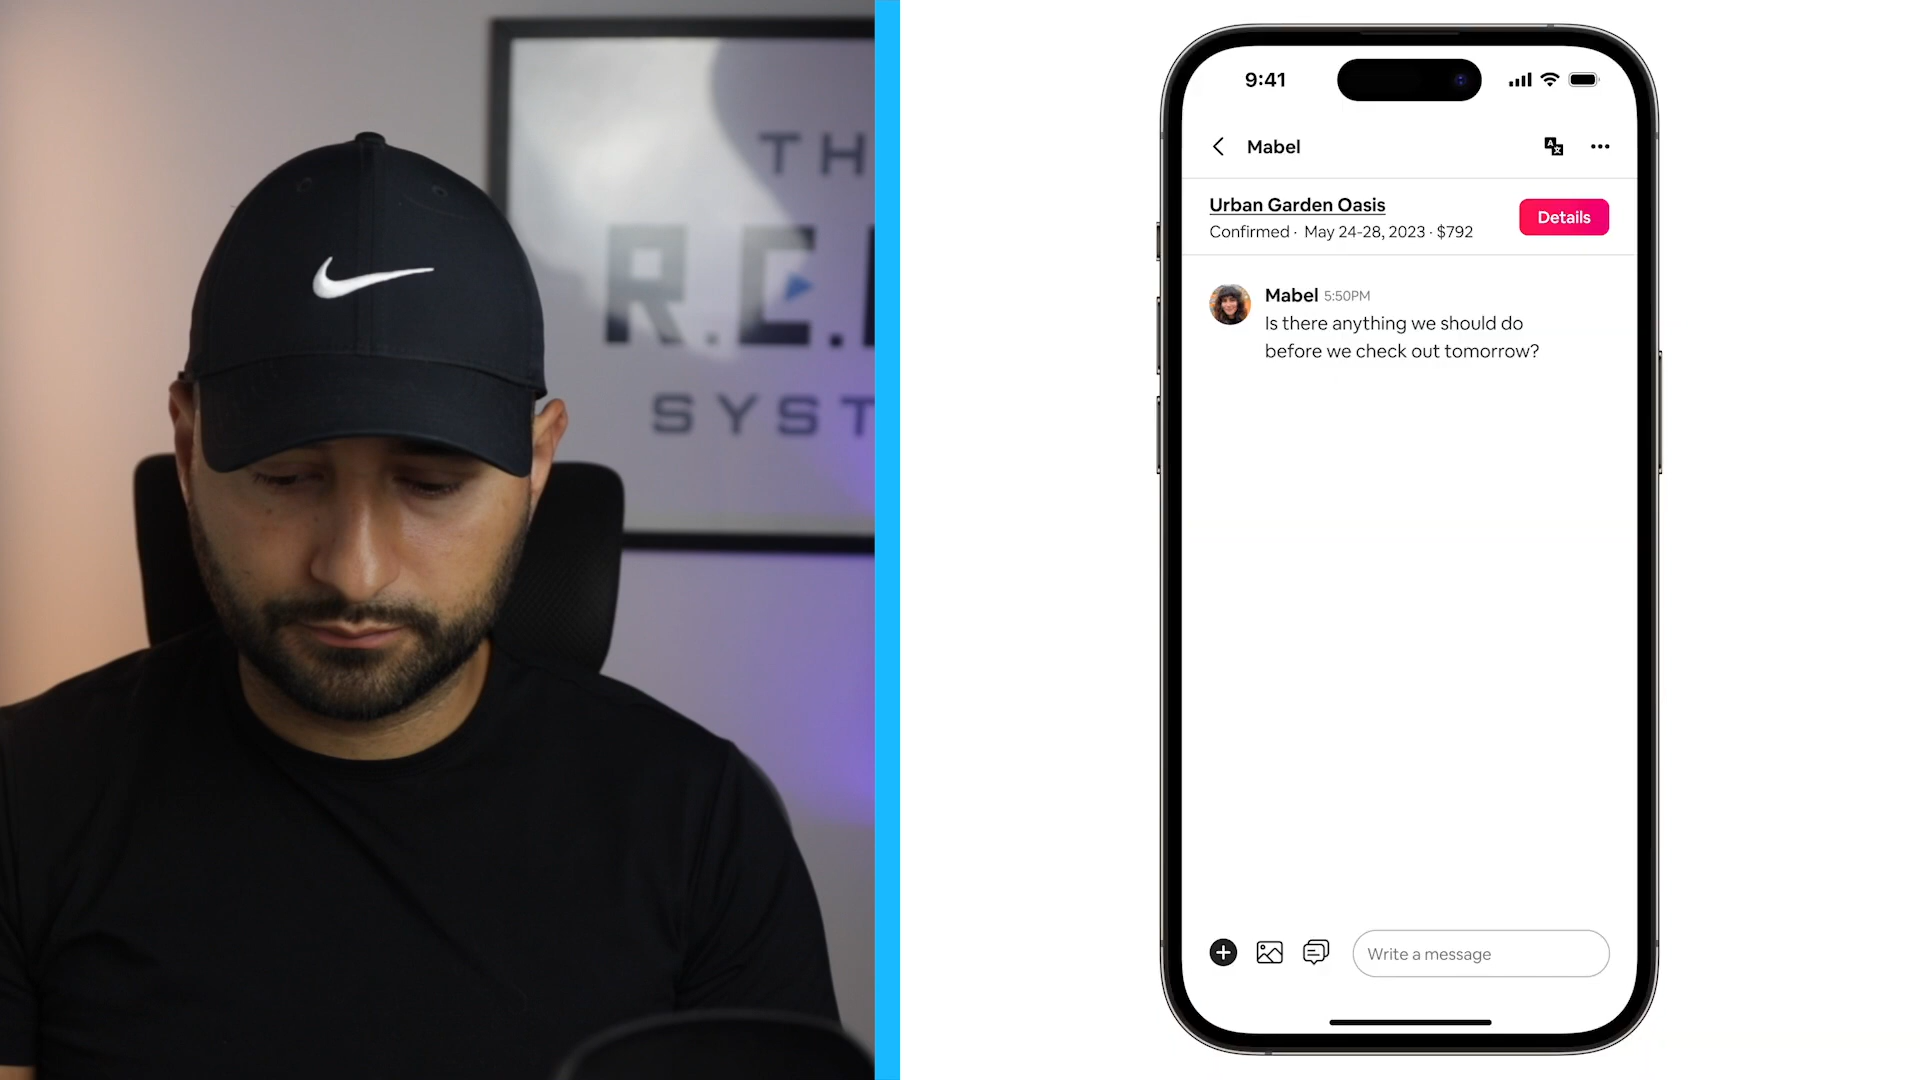 TH
R.C.
SYST
9:41
Mabel
Urban Garden Oasis
Details
Confirmed · May 24-28, 2023 · $792
Mabel 5:50PM
Is there anything we should do
before we check out tomorrow?
Write a message